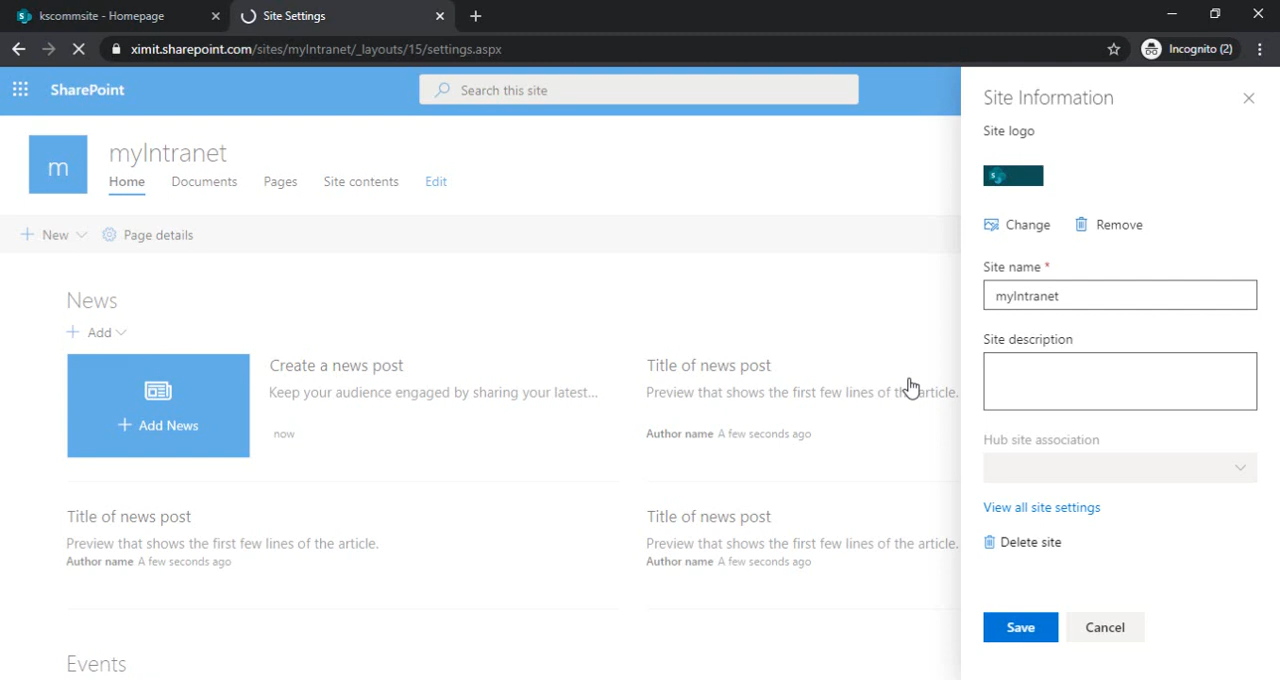 kscommsite - Homepage
Site Settings
ximit.sharepoint.com/sites/myIntranet/_layouts/15/settings.aspx
Incognito (2)
SharePoint
Search this site
m
myIntranet
Home Documents Pages Site contents Edit
New
Page details
News
Add
Add News
Create a news post
Keep your audience engaged by sharing your latest...
now
Title of news post
Preview that shows the first few lines of the article.
Author name A few seconds ago
Title of news post
Preview that shows the first few lines of the article.
Author name A few seconds ago
Title of news post
Preview that shows the first few lines of the article.
Author name A few seconds ago
Events
Site Information
Site logo
S
Change Remove
Site name *
myIntranet
Site description
Hub site association
View all site settings
Delete site
Save Cancel